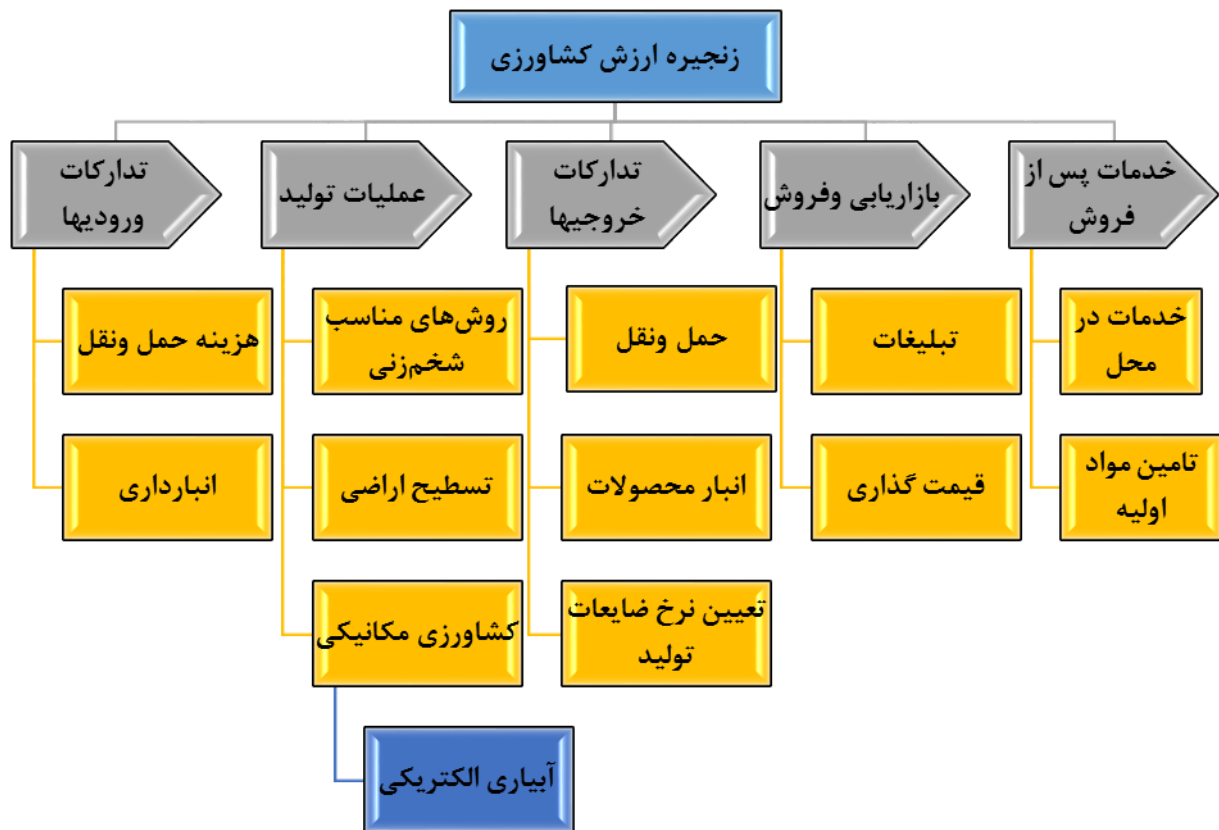 زنجیره ارزش کشاورزی
تدارکات
ورودیها
عملیات تولید
تدارکات
خروجیها
بازاریابی وفروش
خدمات پس از
فروش
هزینه حمل ونقل
انبارداری
روش‌های مناسب
شخم‌زنی
تسطیح اراضی
کشاورزی مکانیکی
آبیاری الکتریکی
حمل ونقل
انبار محصولات
تعیین نرخ ضایعات
تولید
تبلیغات
قیمت گذاری
خدمات در
محل
تامین مواد
اولیه